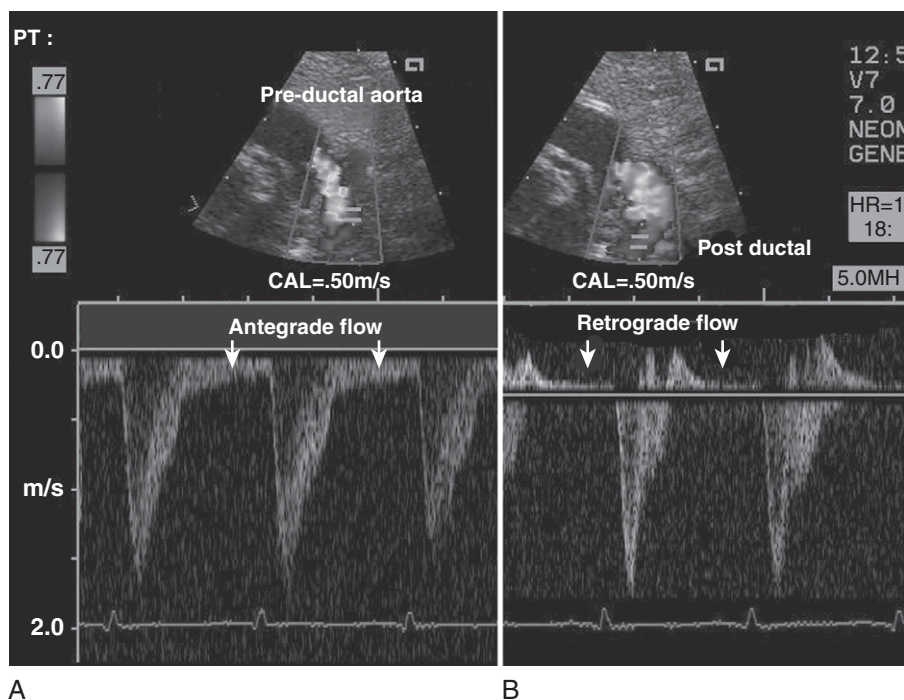 PT :
.77
.77
Pre-ductal aorta
CAL=.50m/s
Antegrade flow
0.0
m/s
2.0
A
12:5
V7
7.0
NEON
GENE
HR=1
18:
5.0MH
Post ductal
CAL=.50m/s
Retrograde flow
B